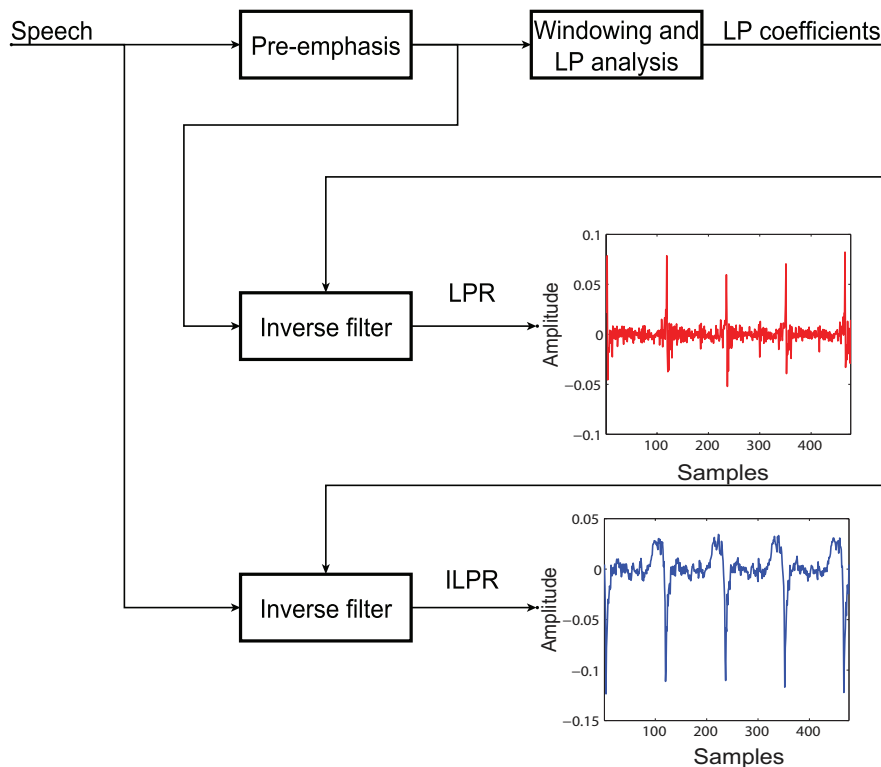 Speech
Pre-emphasis
Windowing and
LP analysis
LP coefficients
LPR
Inverse filter
Amplitude
0.1
0.05
0
−0.05
−0.1
100 200 300 400
Samples
ILPR
Inverse filter
Amplitude
0.05
0
−0.05
−0.1
−0.15
100 200 300 400
Samples